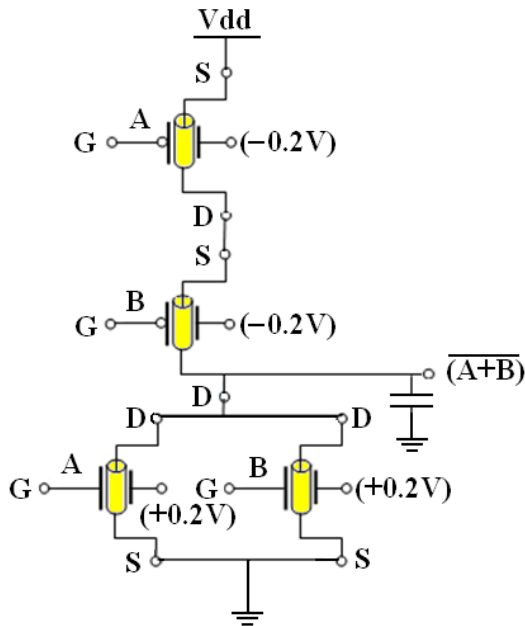 Vdd
S
A
G
(−0.2V)
D
S
B
G
(−0.2V)
(A+B)
D
D D
A B
G G
(+0.2V) (+0.2V)
S S